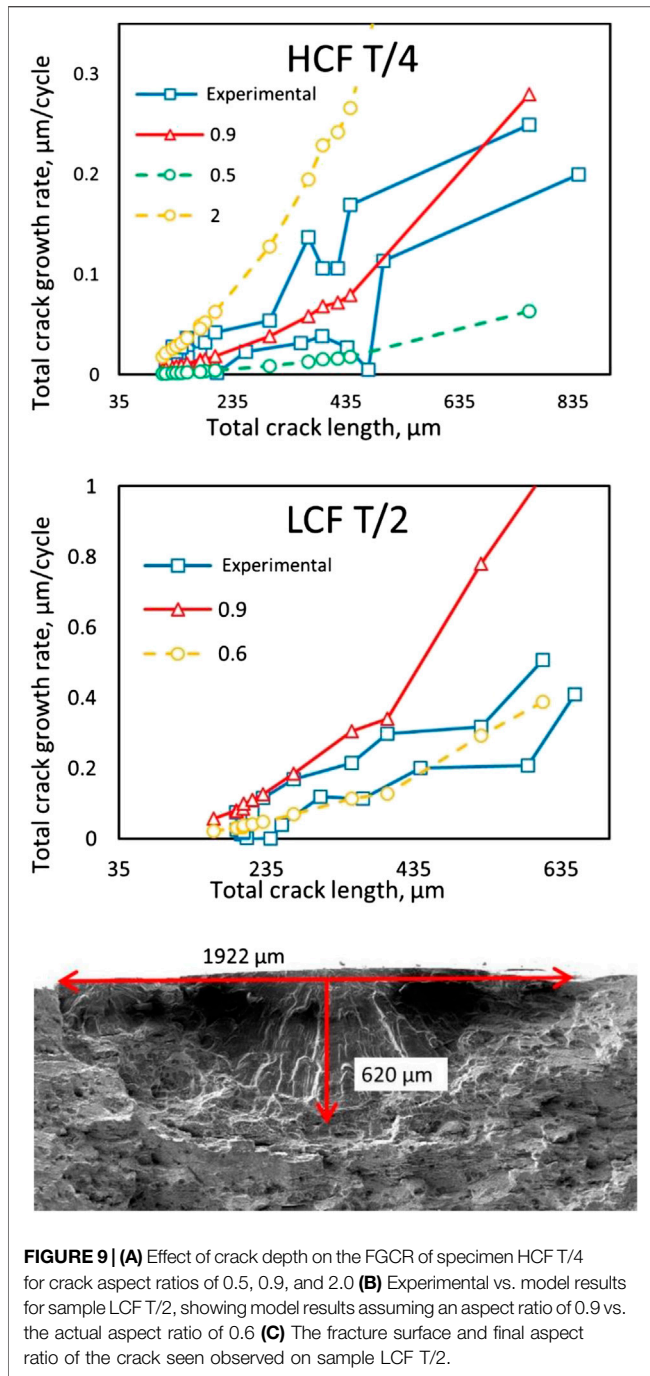 HCF T/4
Total crack growth rate, µm/cycle
0.3
0.2
0.1
0
Experimental
0.9
0.5
2
35
235
435
635
835
Total crack length, µm
LCF T/2
Total crack growth rate, µm/cycle
1
0.8
0.6
0.4
0.2
0
Experimental
0.9
0.6
35
235
435
635
Total crack length, µm
1922 µm
620 µm
FIGURE 9 | (A) Effect of crack depth on the FGCR of specimen HCF T/4
for crack aspect ratios of 0.5, 0.9, and 2.0 (B) Experimental vs. model results
for sample LCF T/2, showing model results assuming an aspect ratio of 0.9 vs.
the actual aspect ratio of 0.6 (C) The fracture surface and final aspect
ratio of the crack seen observed on sample LCF T/2.